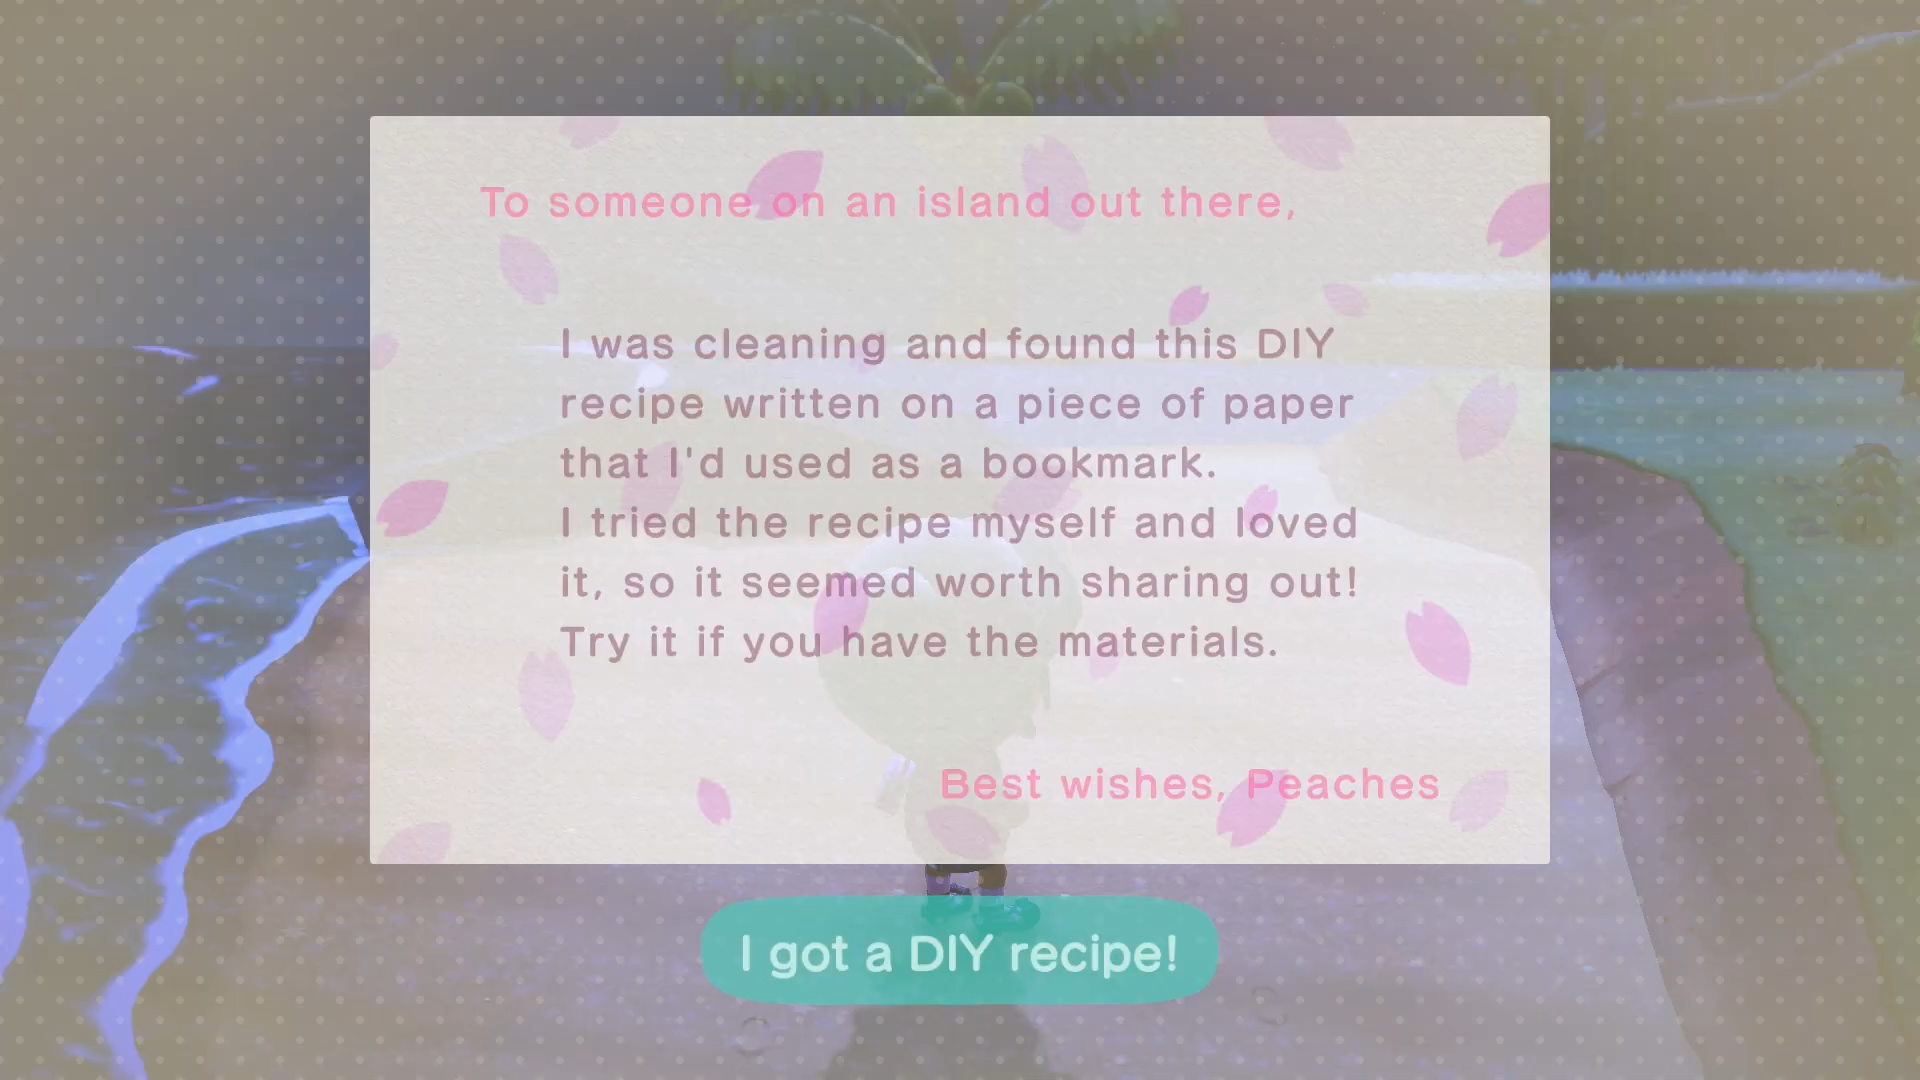 To someone on an island out there,
I was cleaning and found this DIY
recipe written on a piece of paper
that I'd used as a bookmark.
I tried the recipe myself and loved
it, so it seemed worth sharing out!
Try it if you have the materials.
Best wishes, Peaches
I got a DIY recipe!